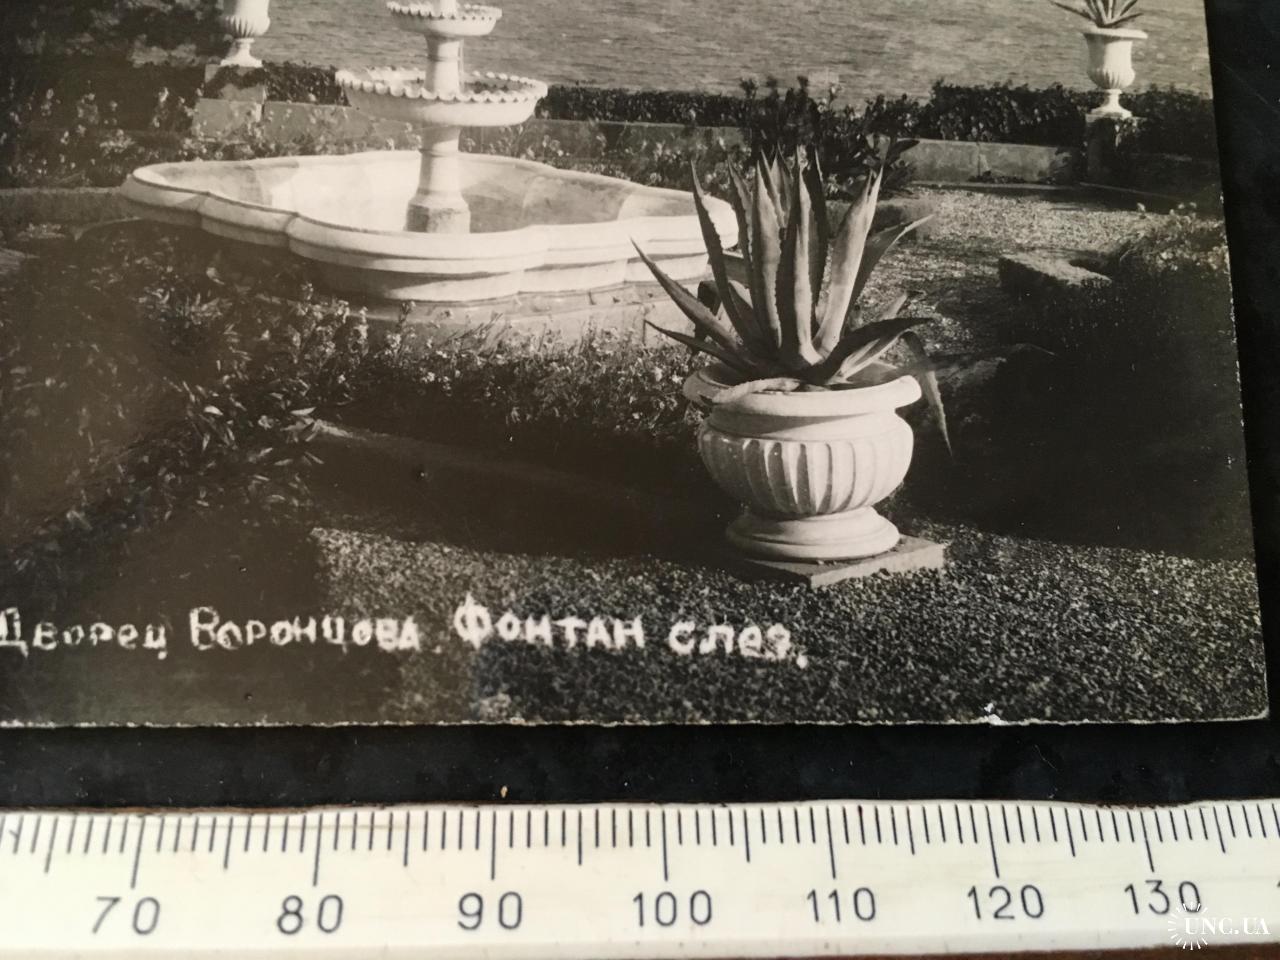 Дворец Воронцова. Фонтан слез.
70 80 90 100 110 120 130
UNC.UA